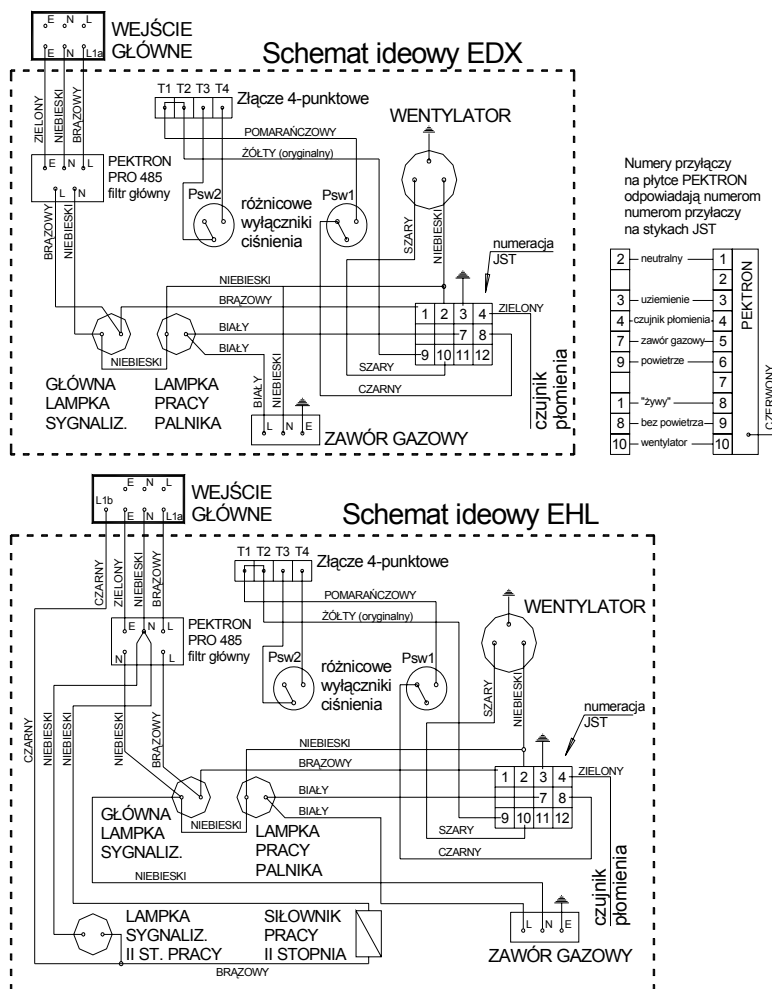 E N L
WEJŚCIE
GŁÓWNE
E N L1a
Schemat ideowy EDX
ZIELONY
NIEBIESKI
BRĄZOWY
T1 T2 T3 T4
Złącze 4-punktowe
POMARAŃCZOWY
ŻÓŁTY (oryginalny)
WENTYLATOR
E N L
L N
PEKTRON
PRO 485
filtr główny
Psw2
różnicowe
wyłączniki
ciśnienia
Psw1
BRĄZOWY
NIEBIESKI
SZARY
NIEBIESKI
numeracja
JST
NIEBIESKI
BRĄZOWY
BIAŁY
BIAŁY
NIEBIESKI
1 2 3 4
7 8
9 10 11 12
ZIELONY
SZARY
CZARNY
GŁÓWNA
LAMPKA
SYGNALIZ.
LAMPKA
PRACY
PALNIKA
BIAŁY
NIEBIESKI
L N E
ZAWÓR GAZOWY
czujnik
płomienia
Numery przyłączy
na płytce PEKTRON
odpowiadają numerom
numerom przyłaczy
na stykach JST
2 neutralny 1
2
3 uziemienie 3
4 czujnik płomienia 4
7 zawór gazowy 5
9 powietrze 6
7
1 "żywy" 8
8 bez powietrza 9
10 wentylator 10
PEKTRON
CZERWONY
L1b
E N L
E N L1a
WEJŚCIE
GŁÓWNE
Schemat ideowy EHL
CZARNY
ZIELONY
NIEBIESKI
BRĄZOWY
T1 T2 T3 T4
Złącze 4-punktowe
POMARAŃCZOWY
ŻÓŁTY (oryginalny)
WENTYLATOR
E N L
N L
PEKTRON
PRO 485
filtr główny
Psw2
różnicowe
wyłączniki
ciśnienia
Psw1
CZARNY
NIEBIESKI
NIEBIESKI
NIEBIESKI
BRĄZOWY
SZARY
NIEBIESKI
numeracja
JST
NIEBIESKI
BRĄZOWY
BIAŁY
BIAŁY
NIEBIESKI
1 2 3 4
7 8
9 10 11 12
ZIELONY
SZARY
CZARNY
GŁÓWNA
LAMPKA
SYGNALIZ.
LAMPKA
PRACY
PALNIKA
NIEBIESKI
czujnik
płomienia
L N E
ZAWÓR GAZOWY
LAMPKA
SYGNALIZ.
II ST. PRACY
SIŁOWNIK
PRACY
II STOPNIA
BRĄZOWY